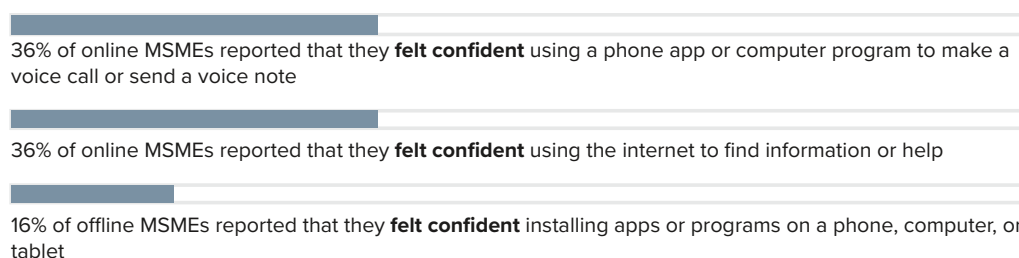 36% of online MSMEs reported that they felt confident using a phone app or computer program to make a
voice call or send a voice note
36% of online MSMEs reported that they felt confident using the internet to find information or help
16% of offline MSMEs reported that they felt confident installing apps or programs on a phone, computer, or
tablet